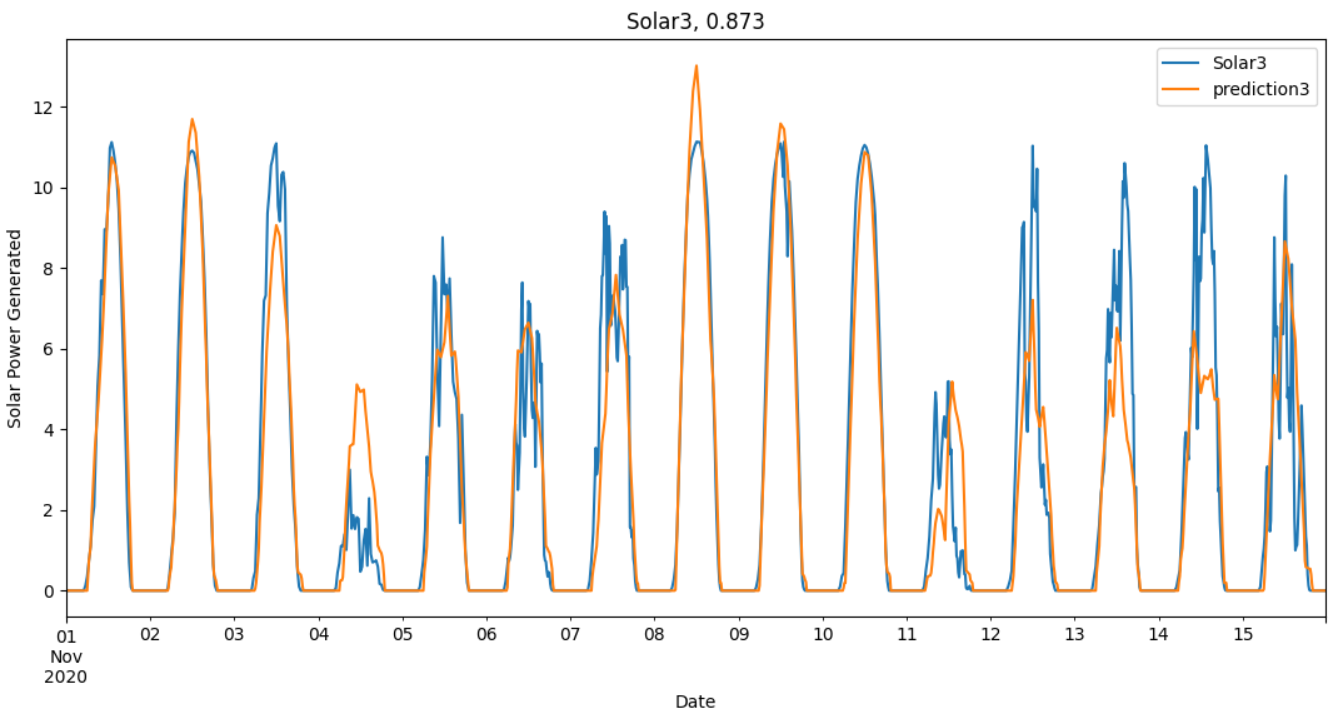 Solar3, 0.873
Solar3
prediction3
Solar Power Generated
12
10
8
6
4
2
0
01 02 03 04 05 06 07 08 09 10 11 12 13 14 15
Nov
2020
Date